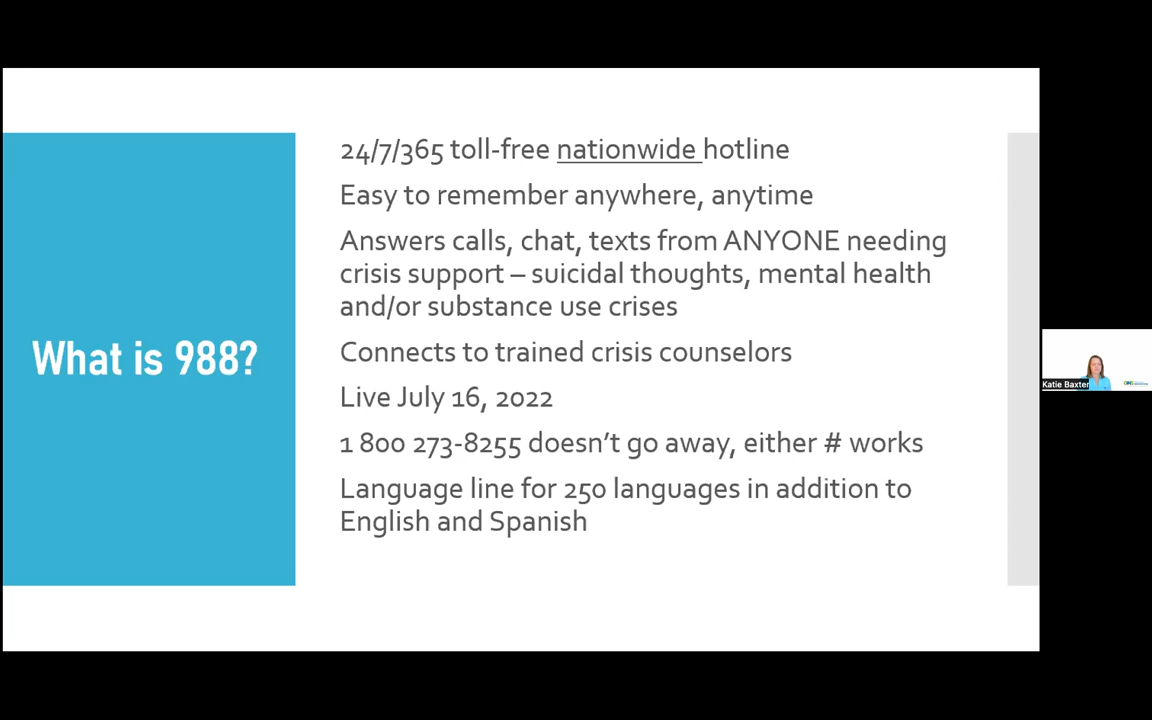 What is 988?
24/7/365 toll-free nationwide hotline
Easy to remember anywhere, anytime
Answers calls, chat, texts from ANYONE needing
crisis support – suicidal thoughts, mental health
and/or substance use crises
Connects to trained crisis counselors
Live July 16, 2022
1 800 273-8255 doesn’t go away, either # works
Language line for 250 languages in addition to
English and Spanish
Katie Baxter